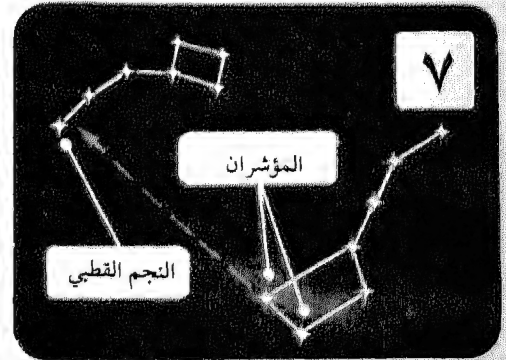 ٧
المؤشران
النجم القطبي